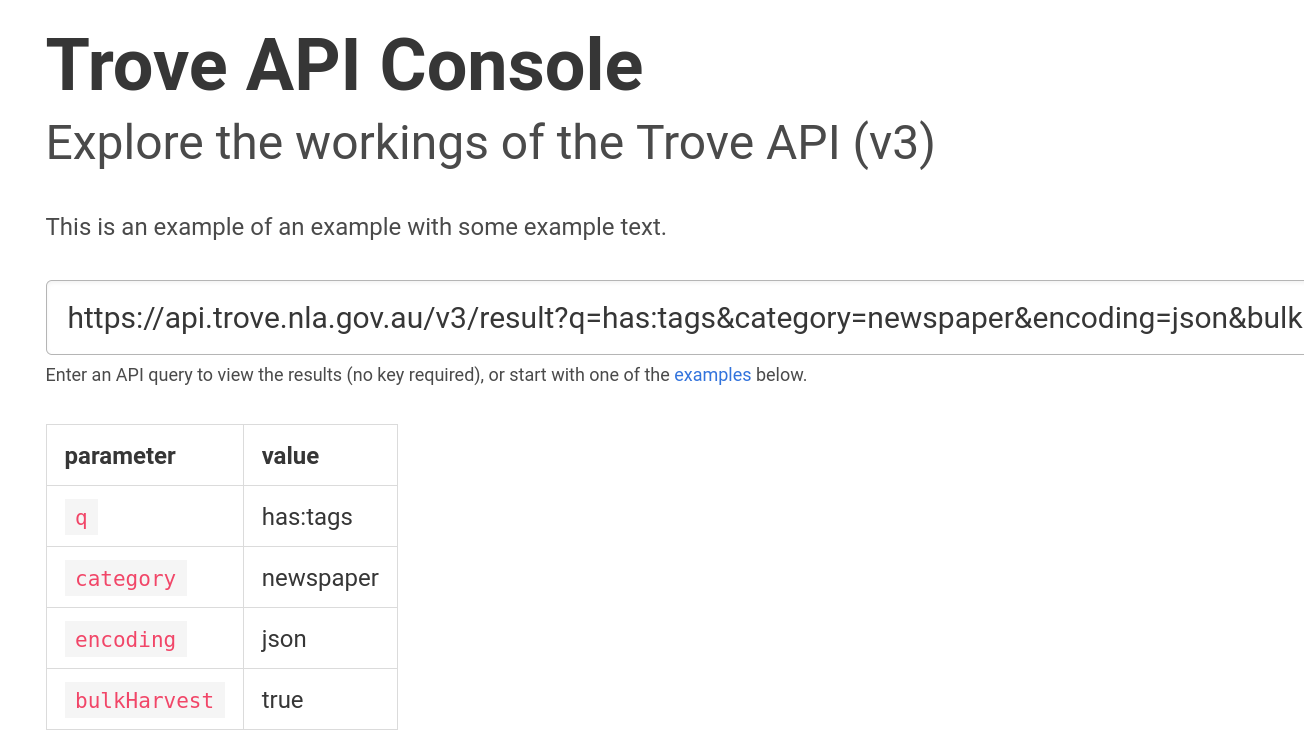 Trove API Console
Explore the workings of the Trove API (v3)
This is an example of an example with some example text.
https://api.trove.nla.gov.au/v3/result?q=has:tags&category=newspaper&encoding=json&bulk
Enter an API query to view the results (no key required), or start with one of the examples below.
parameter value
q has:tags
category newspaper
encoding json
bulkHarvest true